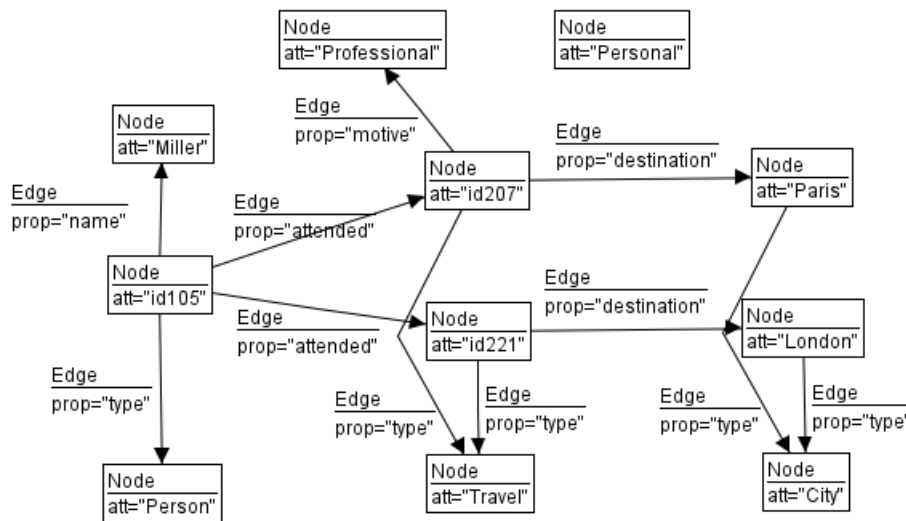 Node
att="Professional"
Node
att="Personal"
Edge
prop="motive"
Node
att="Miller"
Edge
prop="destination"
Node
att="id207"
Node
att="Paris"
Edge
prop="name"
Edge
prop="attended"
Node
att="id105"
Edge
prop="destination"
Node
att="id221"
Node
att="London"
Edge
prop="attended"
Edge
prop="type"
Edge
prop="type"
Edge
prop="type"
Edge
prop="type"
Edge
prop="type"
Node
att="Person"
Node
att="Travel"
Node
att="City"